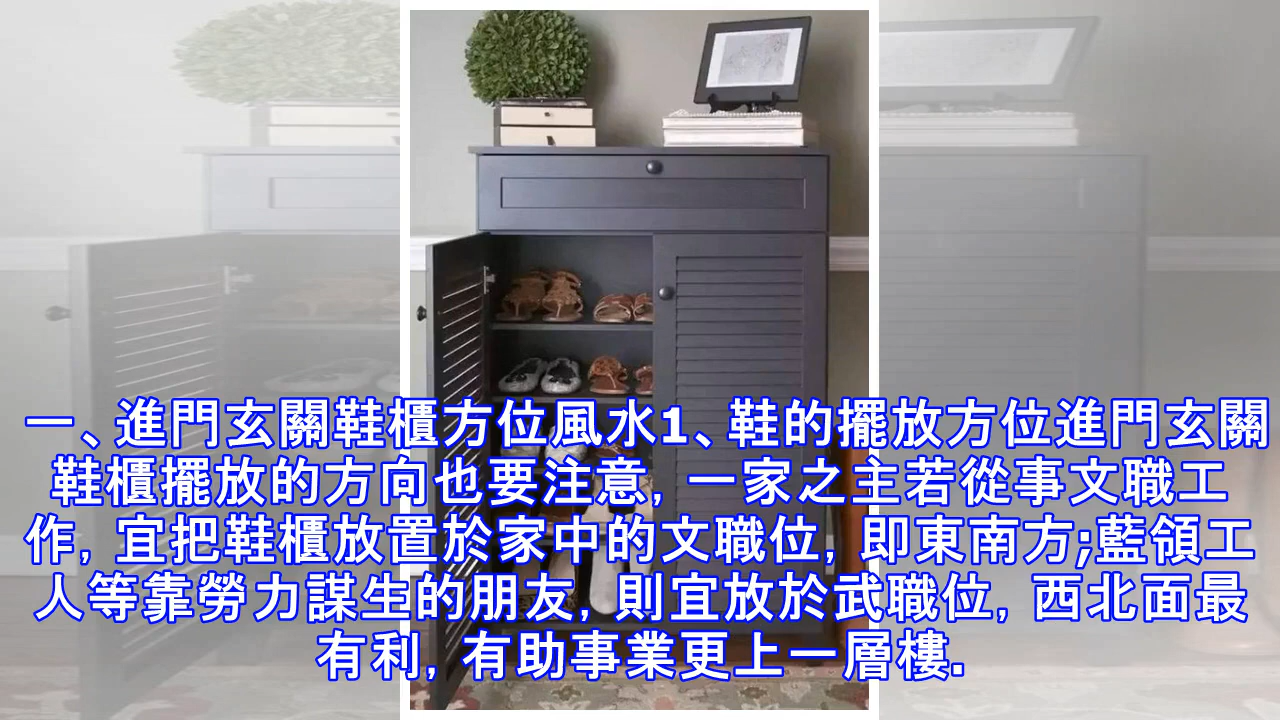 一、進門玄關鞋櫃方位風水1、鞋的擺放方位進門玄關
鞋櫃擺放的方向也要注意, 一家之主若從事文職工
作, 宜把鞋櫃放置於家中的文職位, 即東南方;藍領工
人等靠勞力謀生的朋友, 則宜放於武職位, 西北面最
有利, 有助事業更上一層樓.